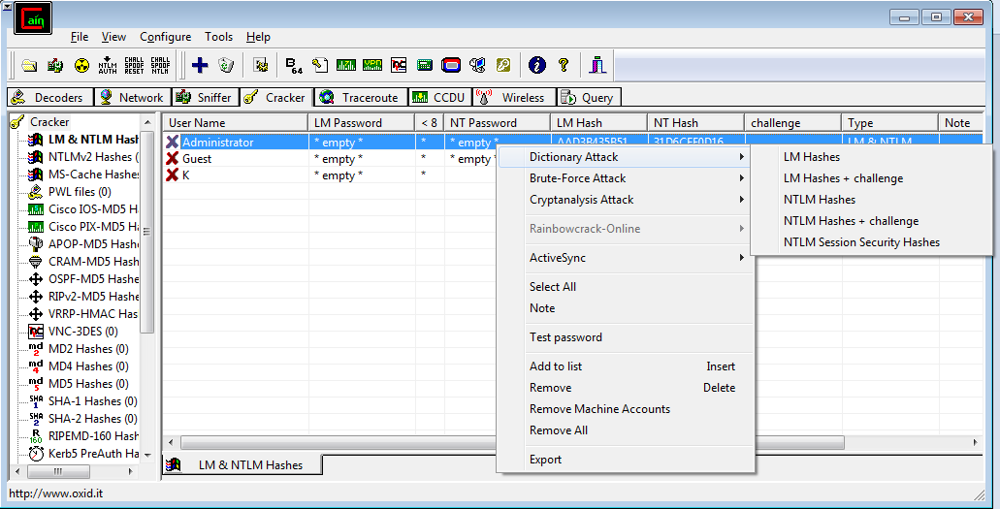 Cain
File View Configure Tools Help
NTLM AUTH CHALL SPOOF RESET CHALL SPOOF NTLM B64
Decoders Network Sniffer Cracker Traceroute CCDU Wireless Query
Cracker
LM & NTLM Hash
NTLMv2 Hashes (
MS-Cache Hashes
PWL files (0)
Cisco IOS-MD5 H
Cisco PIX-MD5 H
APOP-MD5 Hashe
CRAM-MD5 Hashe
OSPF-MD5 Hashe
RIPv2-MD5 Hashe
VRRP-HMAC Has
VNC-3DES (0)
MD2 Hashes (0)
MD4 Hashes (0)
MD5 Hashes (0)
SHA-1 Hashes (0)
SHA-2 Hashes (0)
RIPEMD-160 Hash
Kerb5 PreAuth Ha
User Name LM Password < 8 NT Password LM Hash NT Hash challenge Type Note
Administrator * empty * * * empty * AAD3B435B51... 31D6CFE0D16... LM & NTLM
Guest * empty * * * empty *
K * empty * *
Dictionary Attack
Brute-Force Attack
Cryptanalysis Attack
Rainbowcrack-Online
ActiveSync
Select All
Note
Test password
Add to list Insert
Remove Delete
Remove Machine Accounts
Remove All
Export
LM Hashes
LM Hashes + challenge
NTLM Hashes
NTLM Hashes + challenge
NTLM Session Security Hashes
LM & NTLM Hashes
http://www.oxid.it